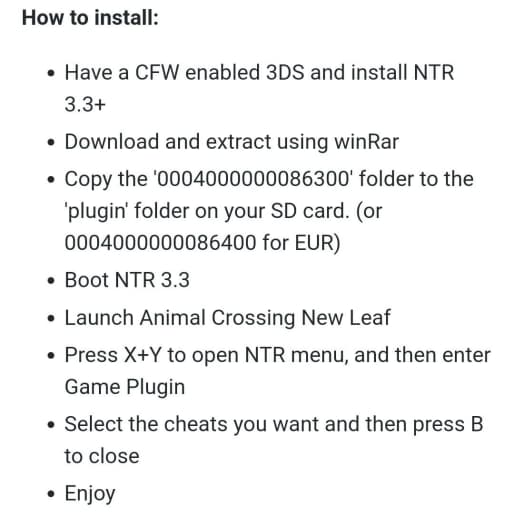 How to install:
• Have a CFW enabled 3DS and install NTR
3.3+
• Download and extract using winRar
• Copy the '0004000000086300' folder to the
'plugin' folder on your SD card. (or
0004000000086400 for EUR)
• Boot NTR 3.3
• Launch Animal Crossing New Leaf
• Press X+Y to open NTR menu, and then enter
Game Plugin
• Select the cheats you want and then press B
to close
• Enjoy